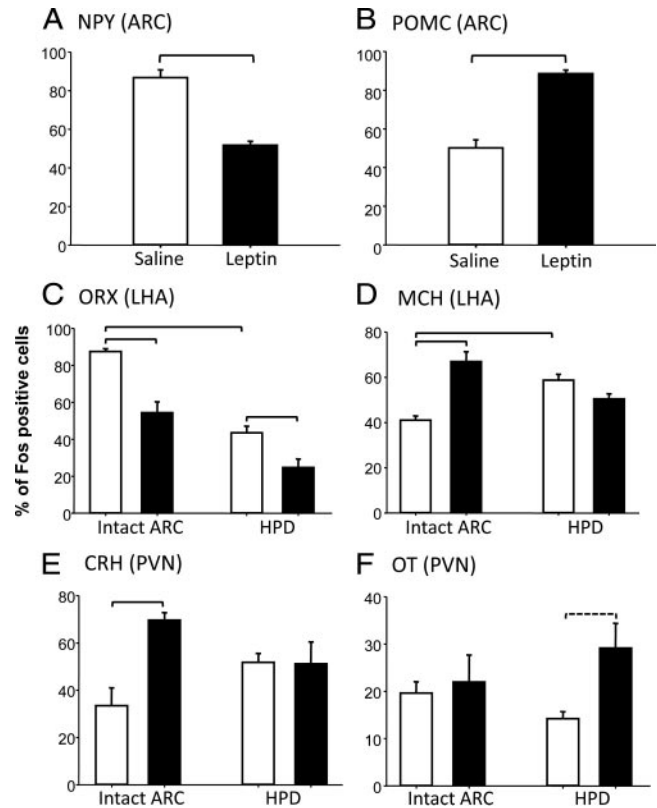 A NPY (ARC)
100
80
60
40
20
0
Saline Leptin
B POMC (ARC)
100
80
60
40
20
0
Saline Leptin
% of Fos positive cells
C ORX (LHA)
100
80
60
40
20
0
Intact ARC HPD
D MCH (LHA)
80
60
40
20
0
Intact ARC HPD
E CRH (PVN)
80
60
40
20
0
Intact ARC HPD
F OT (PVN)
40
30
20
10
0
Intact ARC HPD